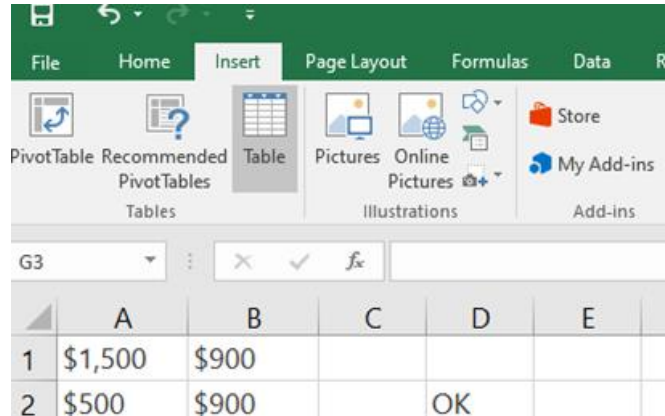 File Home Insert Page Layout Formulas Data R
PivotTable Recommended PivotTables Table Pictures Online Pictures Store
My Add-ins
Tables Illustrations Add-ins
G3 fx
A B C D E
1 $1,500 $900
2 $500 $900 OK